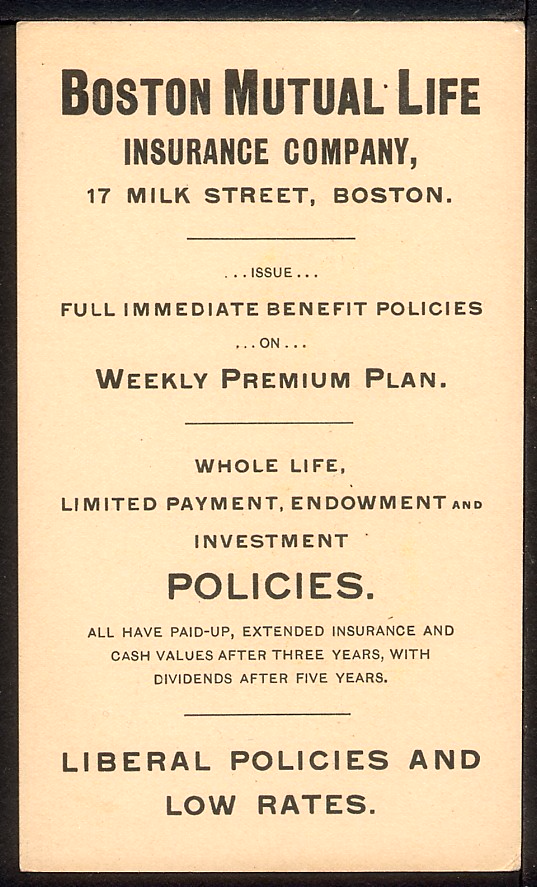 BOSTON MUTUAL LIFE
INSURANCE COMPANY,
17 MILK STREET, BOSTON.
...ISSUE...
FULL IMMEDIATE BENEFIT POLICIES
...ON...
WEEKLY PREMIUM PLAN.
WHOLE LIFE,
LIMITED PAYMENT, ENDOWMENT AND
INVESTMENT
POLICIES.
ALL HAVE PAID-UP, EXTENDED INSURANCE AND
CASH VALUES AFTER THREE YEARS, WITH
DIVIDENDS AFTER FIVE YEARS.
LIBERAL POLICIES AND
LOW RATES.